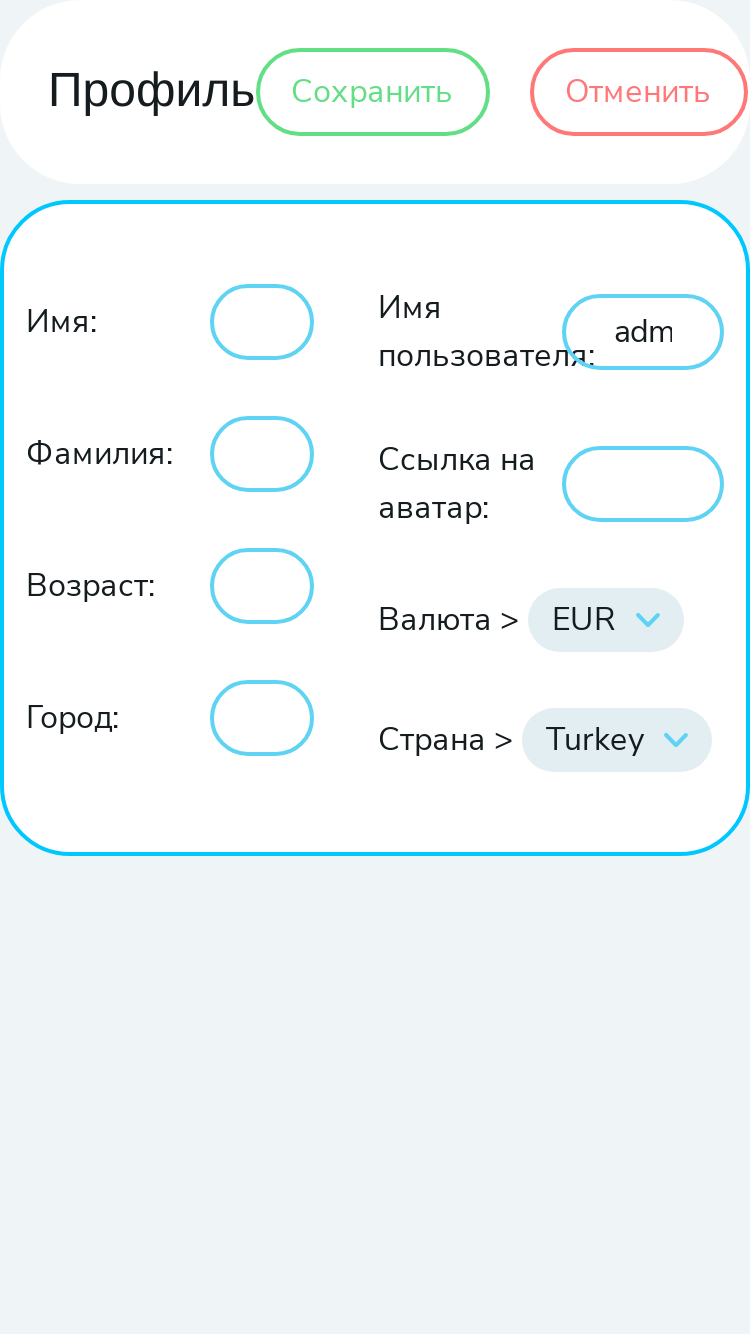 Профиль
Сохранить
Отменить
Имя:
Фамилия:
Возраст:
Город:
Имя
пользователя:
adm
Ссылка на
аватар:
Валюта > EUR
Страна > Turkey